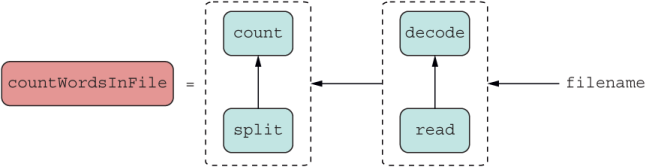 count
decode
countWordsInFile
=
filename
split
read